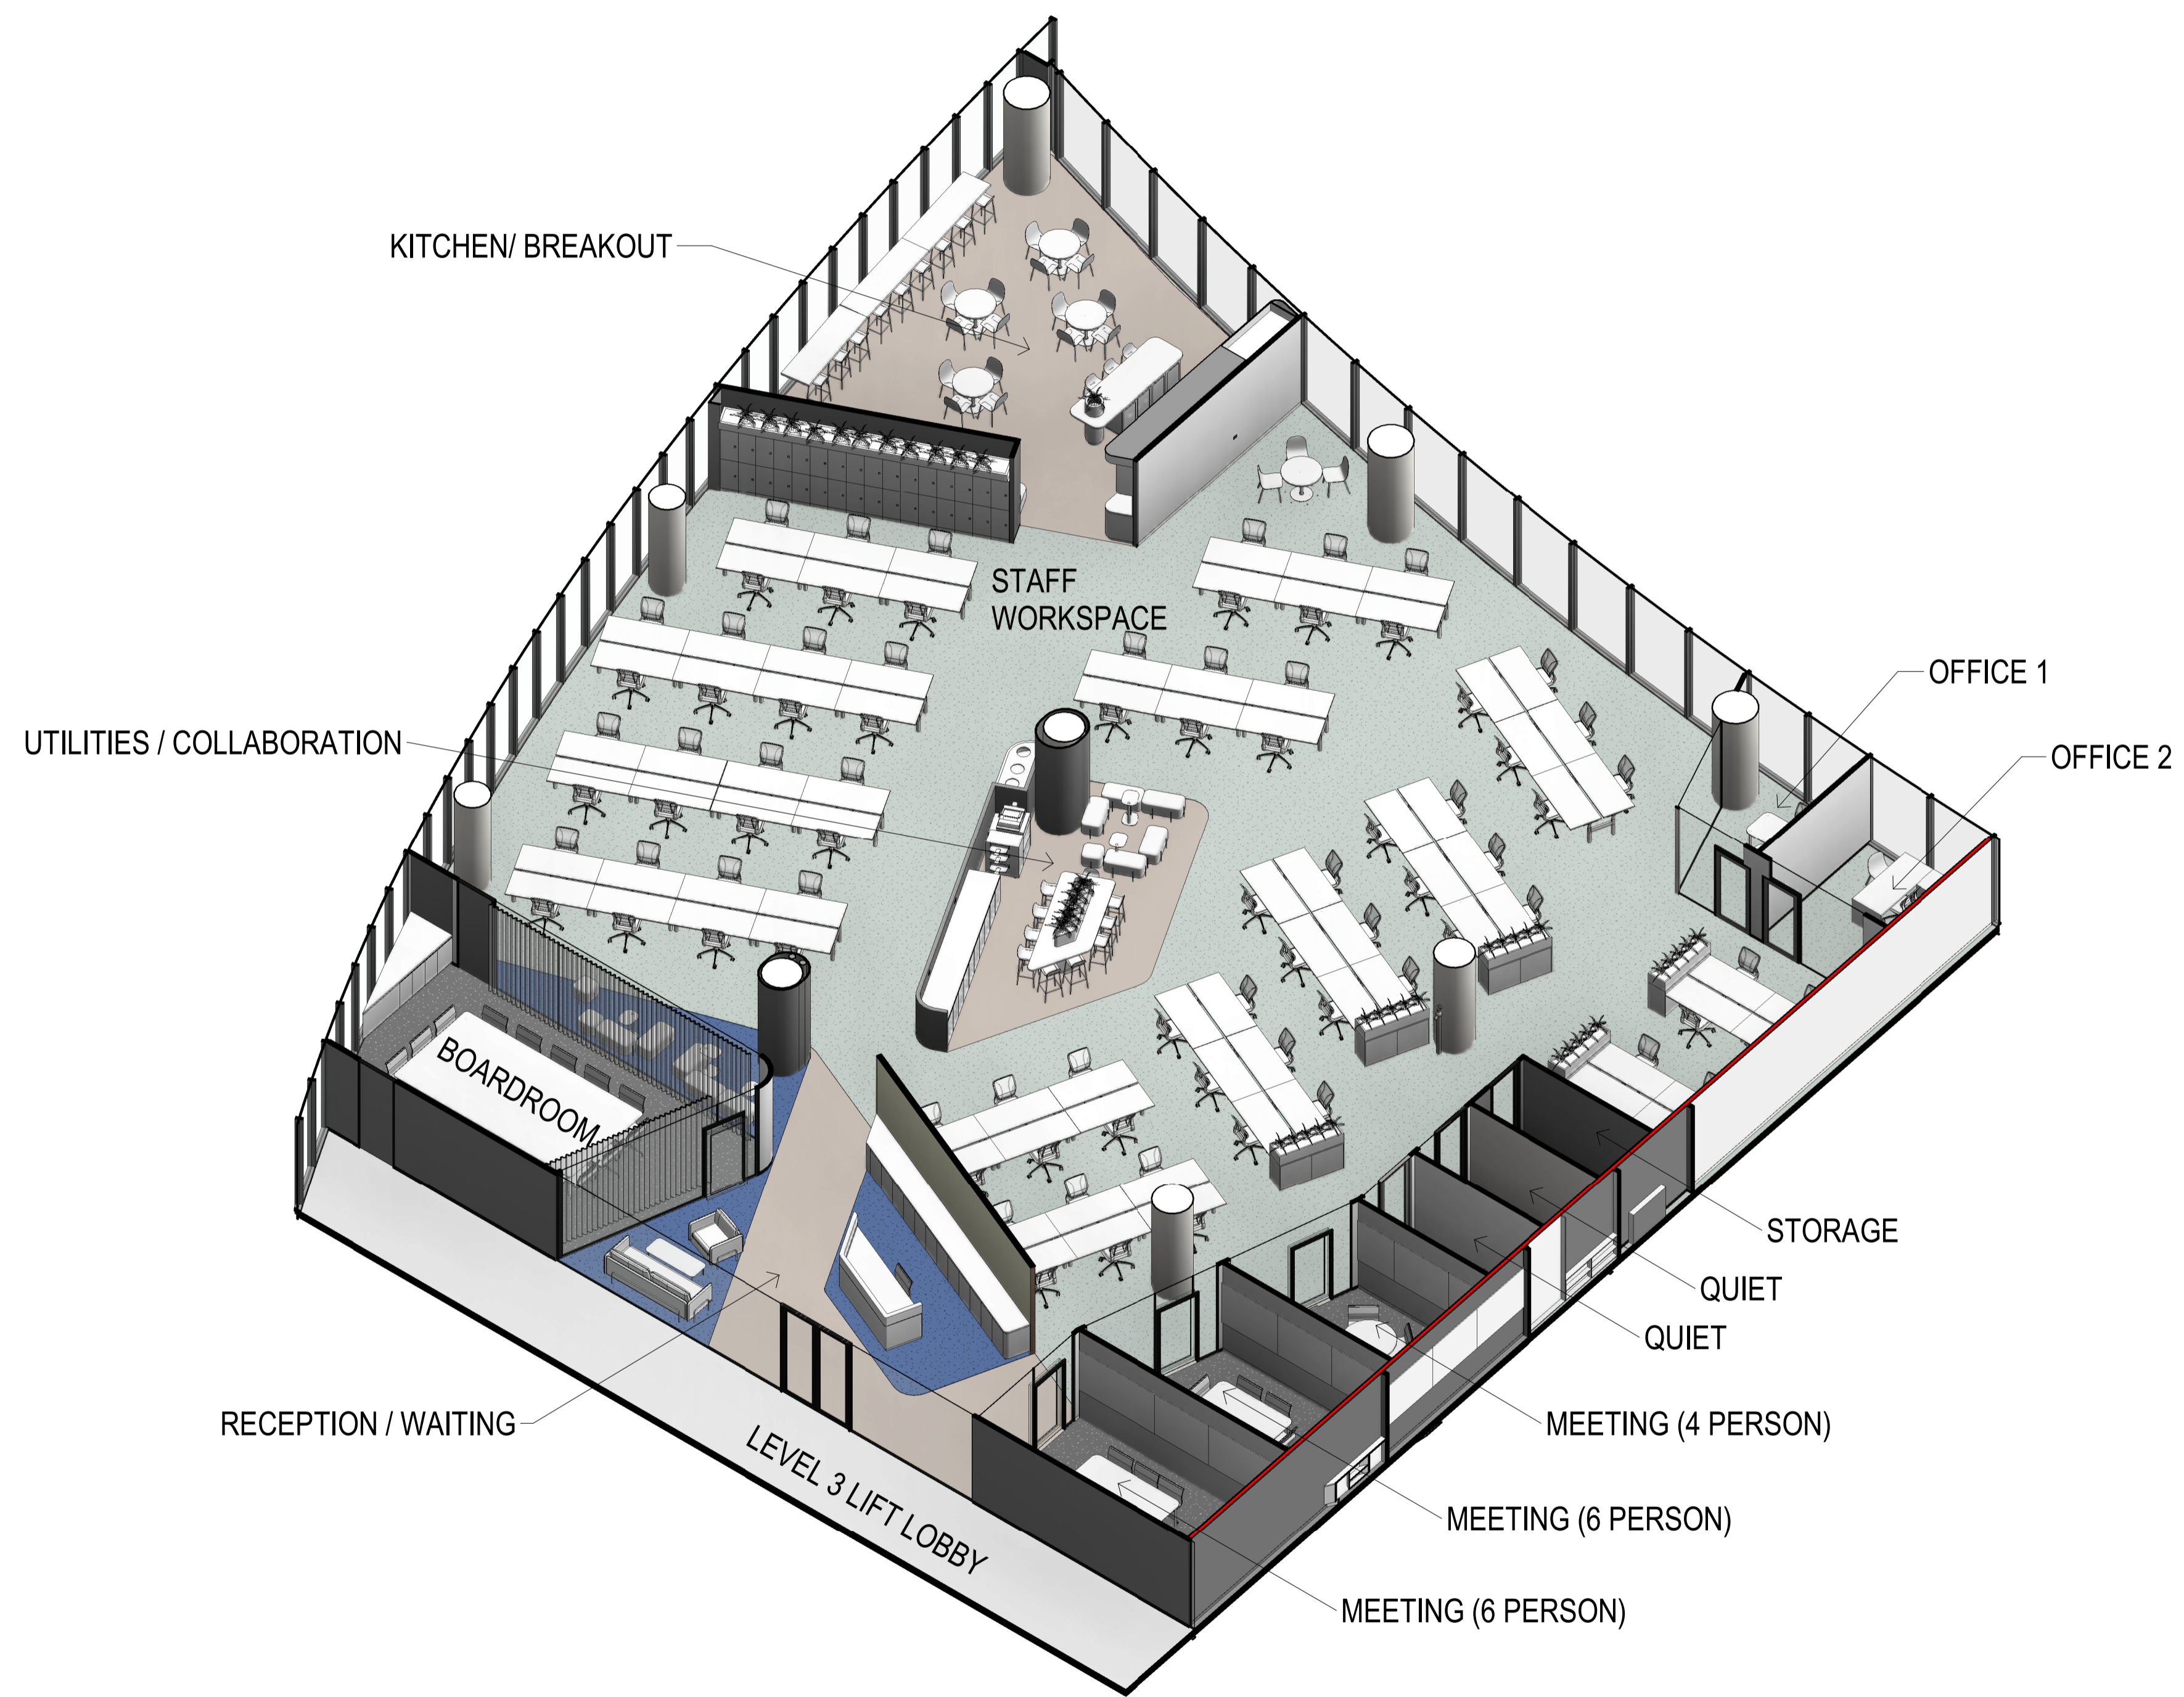 KITCHEN/ BREAKOUT
STAFF
WORKSPACE
OFFICE 1
UTILITIES / COLLABORATION
OFFICE 2
BOARDROOM
STORAGE
QUIET
QUIET
RECEPTION / WAITING
MEETING (4 PERSON)
LEVEL 3 LIFT LOBBY
MEETING (6 PERSON)
MEETING (6 PERSON)